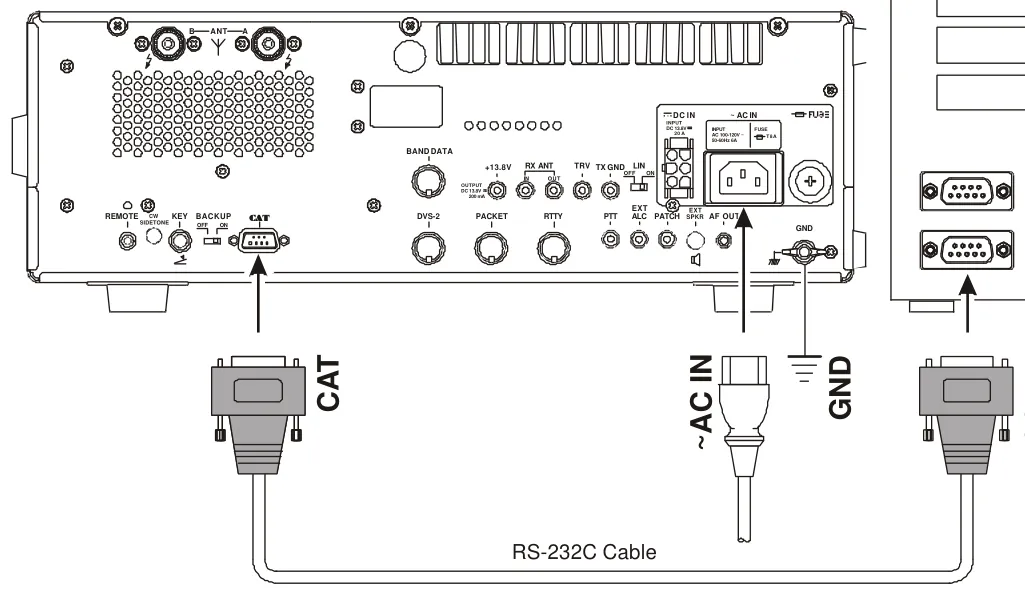 B ANT A
DC IN
~ AC IN
FUSE
INPUT
DC 13.8V
20 A
INPUT
AC 100-120V ~
50-60Hz 6A
FUSE
T8A
BAND DATA
+13.8V
RX ANT
TRV
TX GND
LIN
OFF ON
IN OUT
OUTPUT
DC 13.8V
200 mA
REMOTE
CW
SIDETONE
KEY
BACKUP
OFF ON
CAT
DVS-2
PACKET
RTTY
PTT
EXT
ALC
PATCH
EXT
SPKR
AF OUT
GND
CAT
~AC IN
GND
RS-232C Cable